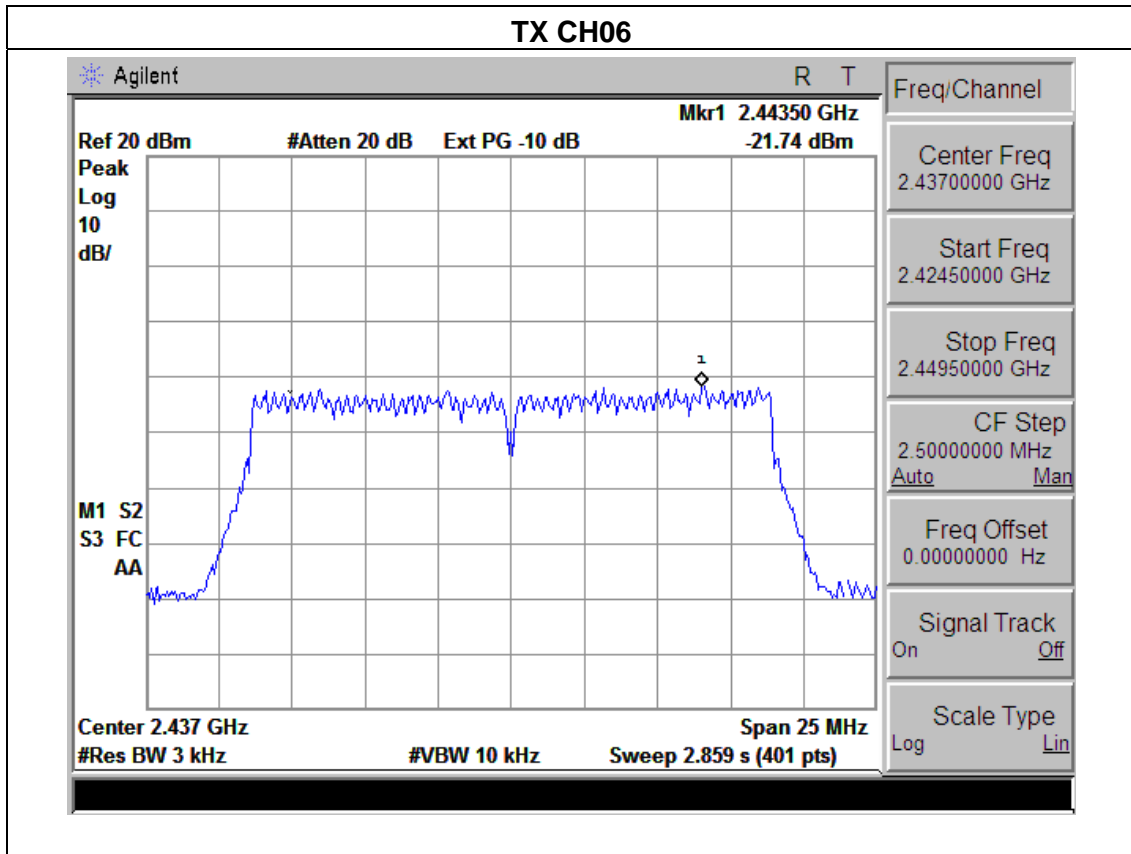 TX CH06
Agilent R T
Mkr1 2.44350 GHz
Ref 20 dBm #Atten 20 dB Ext PG -10 dB -21.74 dBm
Peak
Log
10
dB/
1
M1 S2
S3 FC
AA
Center 2.437 GHz Span 25 MHz
#Res BW 3 kHz #VBW 10 kHz Sweep 2.859 s (401 pts)
Freq/Channel
Center Freq
2.43700000 GHz
Start Freq
2.42450000 GHz
Stop Freq
2.44950000 GHz
CF Step
2.50000000 MHz
Auto Man
Freq Offset
0.00000000 Hz
Signal Track
On Off
Scale Type
Log Lin